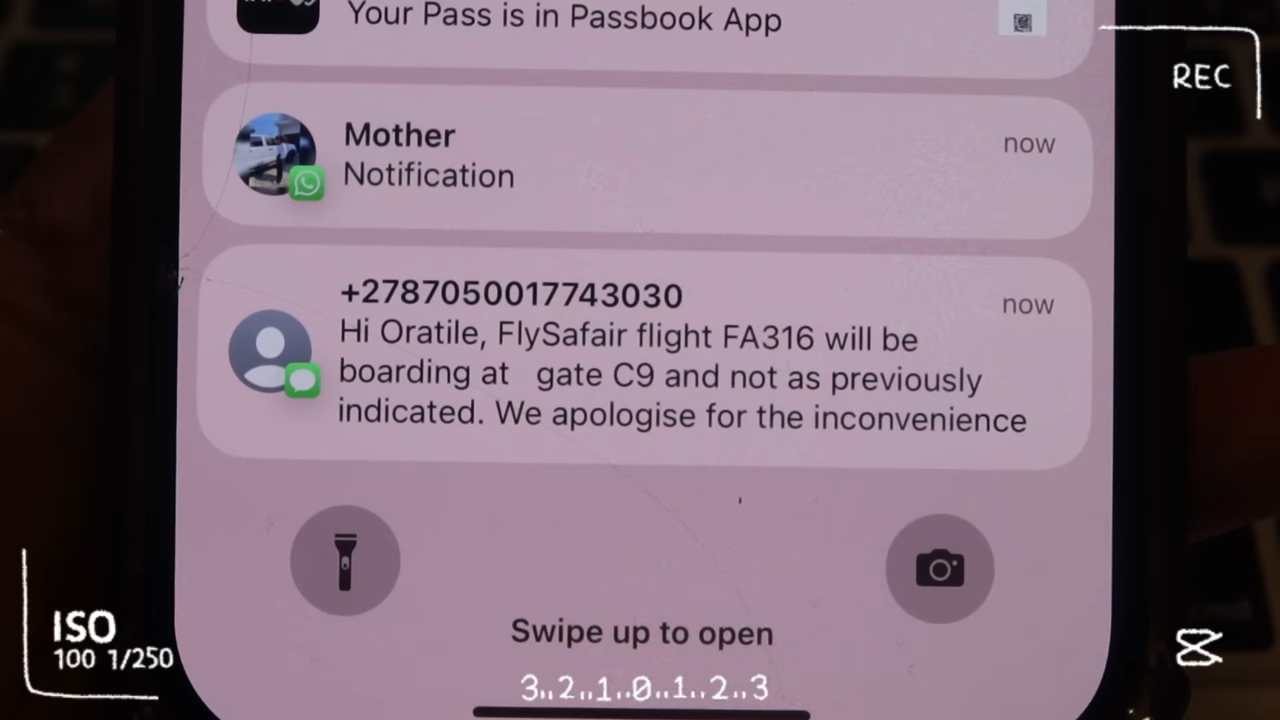 Your Pass is in Passbook App
REC
Mother
now
Notification
+2787050017743030
now
Hi Oratile, FlySafair flight FA316 will be
boarding at gate C9 and not as previously
indicated. We apologise for the inconvenience
Swipe up to open
ISO
100 1/250
3..2..1..0..1..2..3